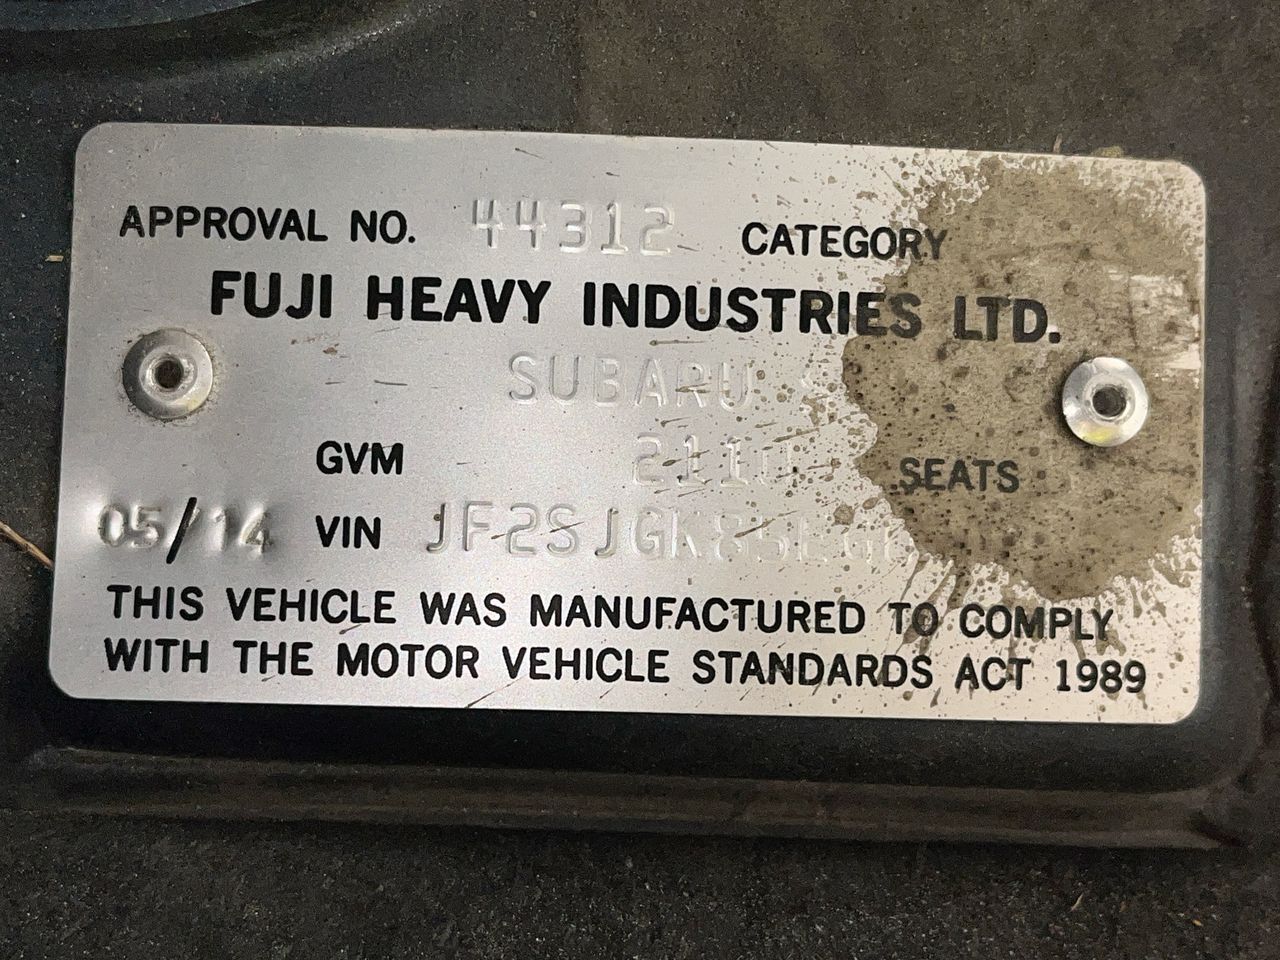 APPROVAL NO. 44312 CATEGORY
FUJI HEAVY INDUSTRIES LTD.
SUBARU
GVM 2110 SEATS
05/14 VIN
THIS VEHICLE WAS MANUFACTURED TO COMPLY
WITH THE MOTOR VEHICLE STANDARDS ACT 1989